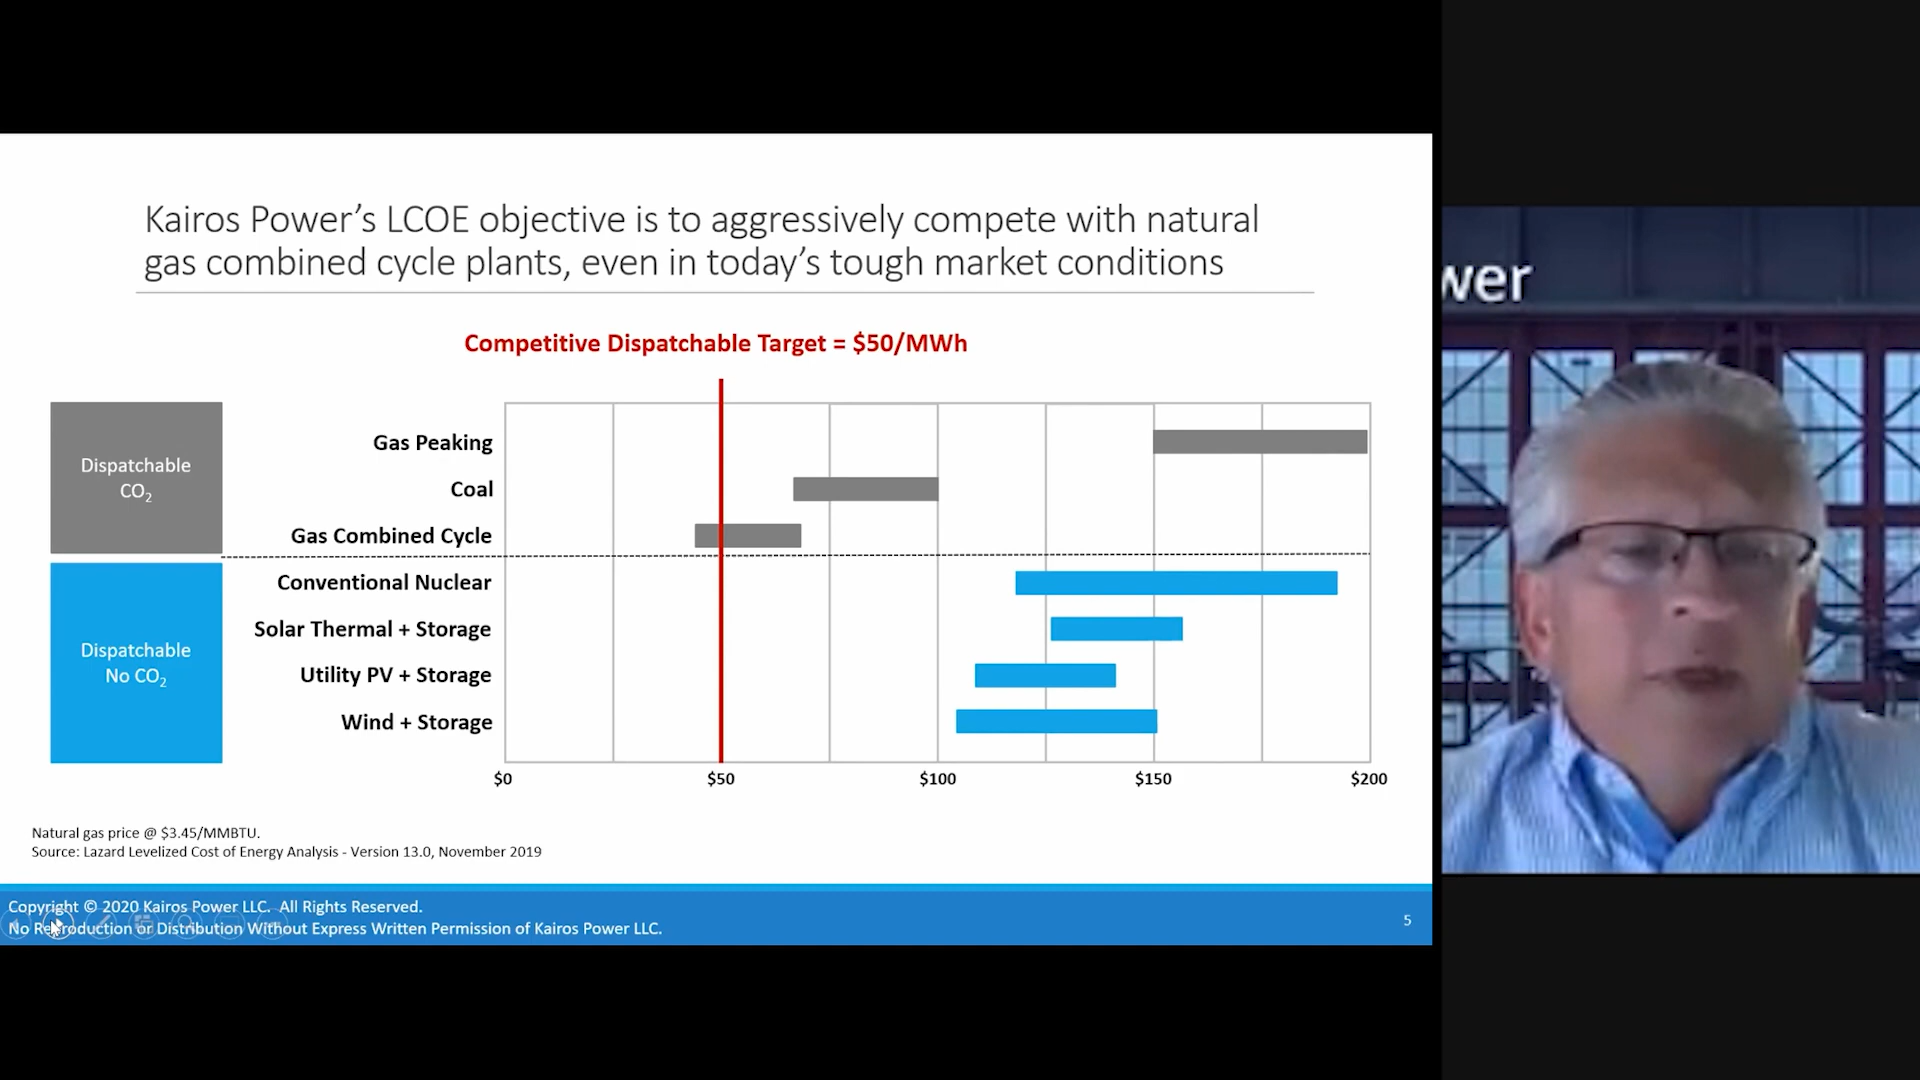 Kairos Power’s LCOE objective is to aggressively compete with natural
gas combined cycle plants, even in today’s tough market conditions
wer
Competitive Dispatchable Target = $50/MWh
Dispatchable
CO2
Gas Peaking
Coal
Gas Combined Cycle
Dispatchable
No CO2
Conventional Nuclear
Solar Thermal + Storage
Utility PV + Storage
Wind + Storage
$0 $50 $100 $150 $200
Natural gas price @ $3.45/MMBTU.
Source: Lazard Levelized Cost of Energy Analysis - Version 13.0, November 2019
Copyright © 2020 Kairos Power LLC. All Rights Reserved.
No Reproduction or Distribution Without Express Written Permission of Kairos Power LLC.
5